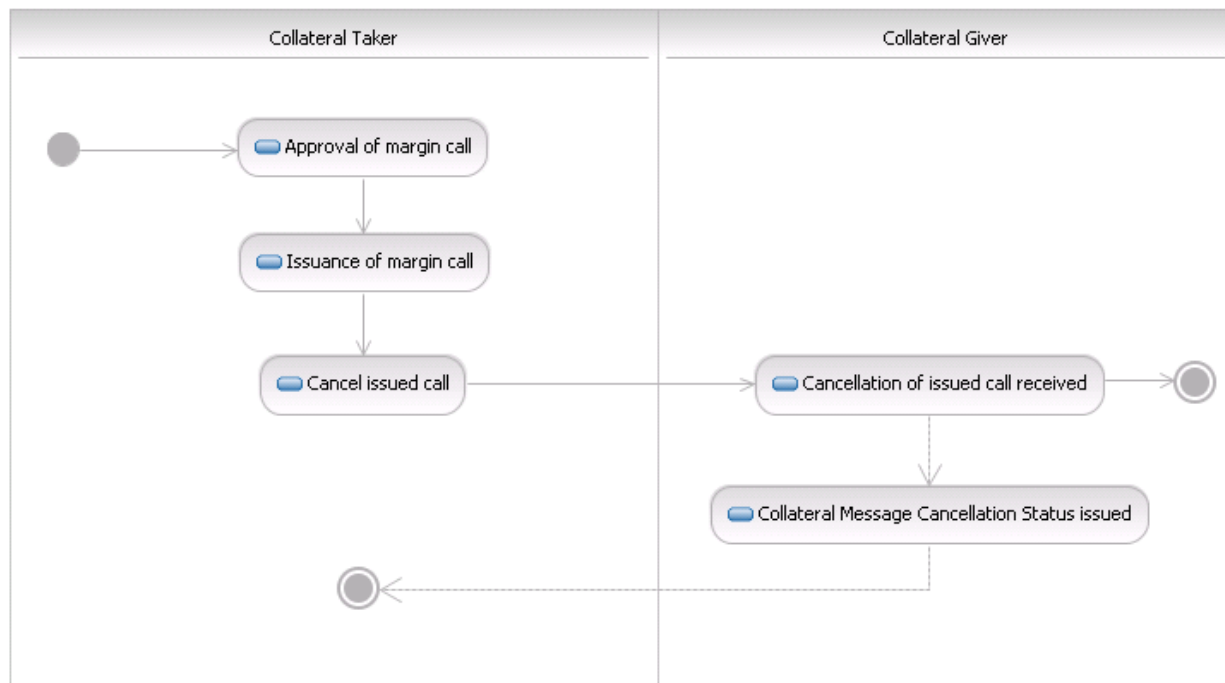 Collateral Taker
Collateral Giver
Approval of margin call
Issuance of margin call
Cancel issued call
Cancellation of issued call received
Collateral Message Cancellation Status issued